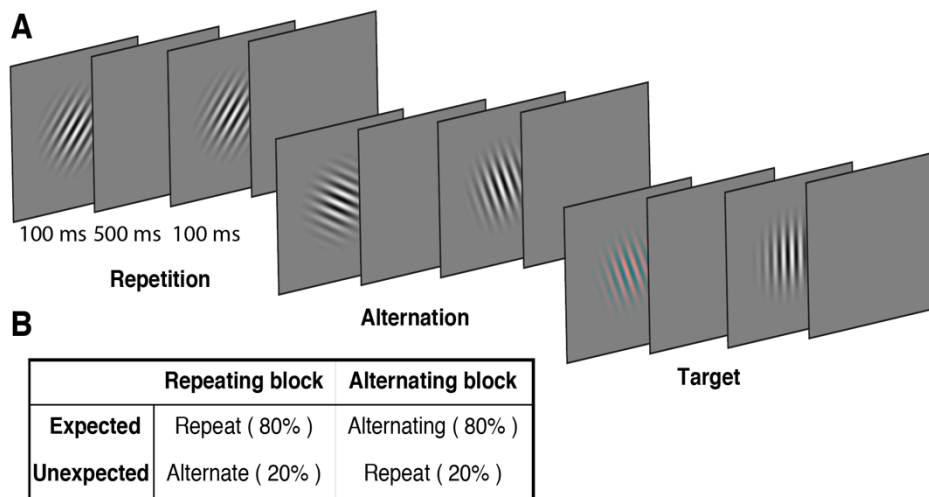 A
100 ms 500 ms 100 ms
Repetition
Alternation
Target
B
Repeating block Alternating block
Expected Repeat ( 80% ) Alternating ( 80% )
Unexpected Alternate ( 20% ) Repeat ( 20% )